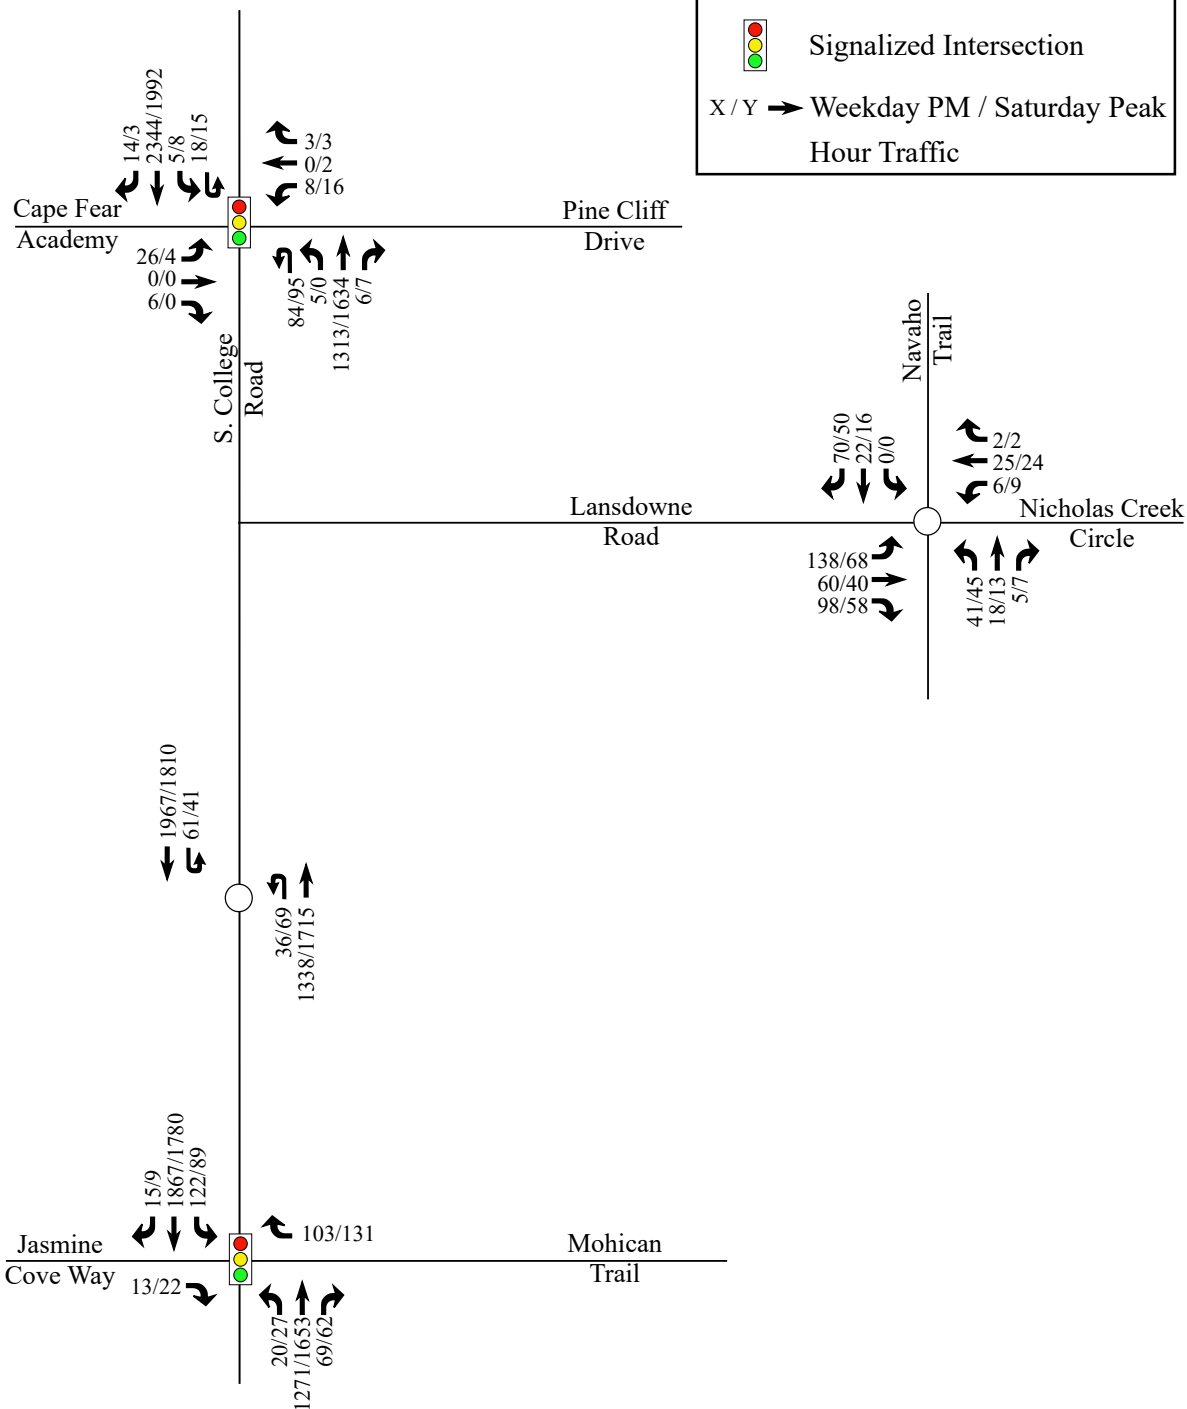 Signalized Intersection
X / Y Weekday PM / Saturday Peak
Hour Traffic
14/3
2344/1992
5/8
18/15
3/3
0/2
8/16
Cape Fear
Academy
Pine Cliff
Drive
26/4
0/0
6/0
84/95
5/0
1313/1634
6/7
S. College
Road
Navaho
Trail
70/50
22/16
0/0
2/2
25/24
6/9
Lansdowne
Road
Nicholas Creek
Circle
138/68
60/40
98/58
41/45
18/13
5/7
1967/1810
61/41
36/69
1338/1715
15/9
1867/1780
122/89
103/131
Jasmine
Cove Way
Mohican
Trail
13/22
20/27
1271/1653
69/62